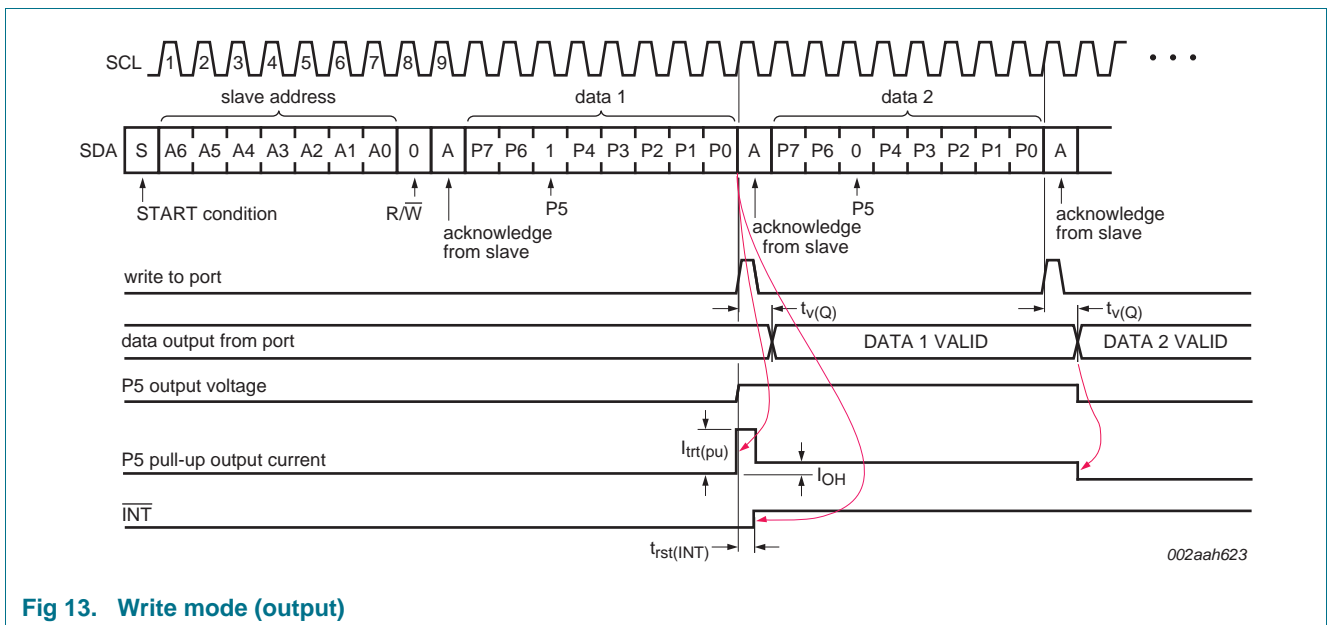 SCL 1 2 3 4 5 6 7 8 9
slave address data 1 data 2
SDA S A6 A5 A4 A3 A2 A1 A0 0 A P7 P6 1 P4 P3 P2 P1 P0 A P7 P6 0 P4 P3 P2 P1 P0 A
START condition R/W̅ acknowledge from slave P5 acknowledge from slave P5 acknowledge from slave
write to port
tv(Q) tv(Q)
data output from port DATA 1 VALID DATA 2 VALID
P5 output voltage
Itrt(pu)
P5 pull-up output current
IOH
I̅N̅T̅
trst(INT)
002aah623
Fig 13. Write mode (output)